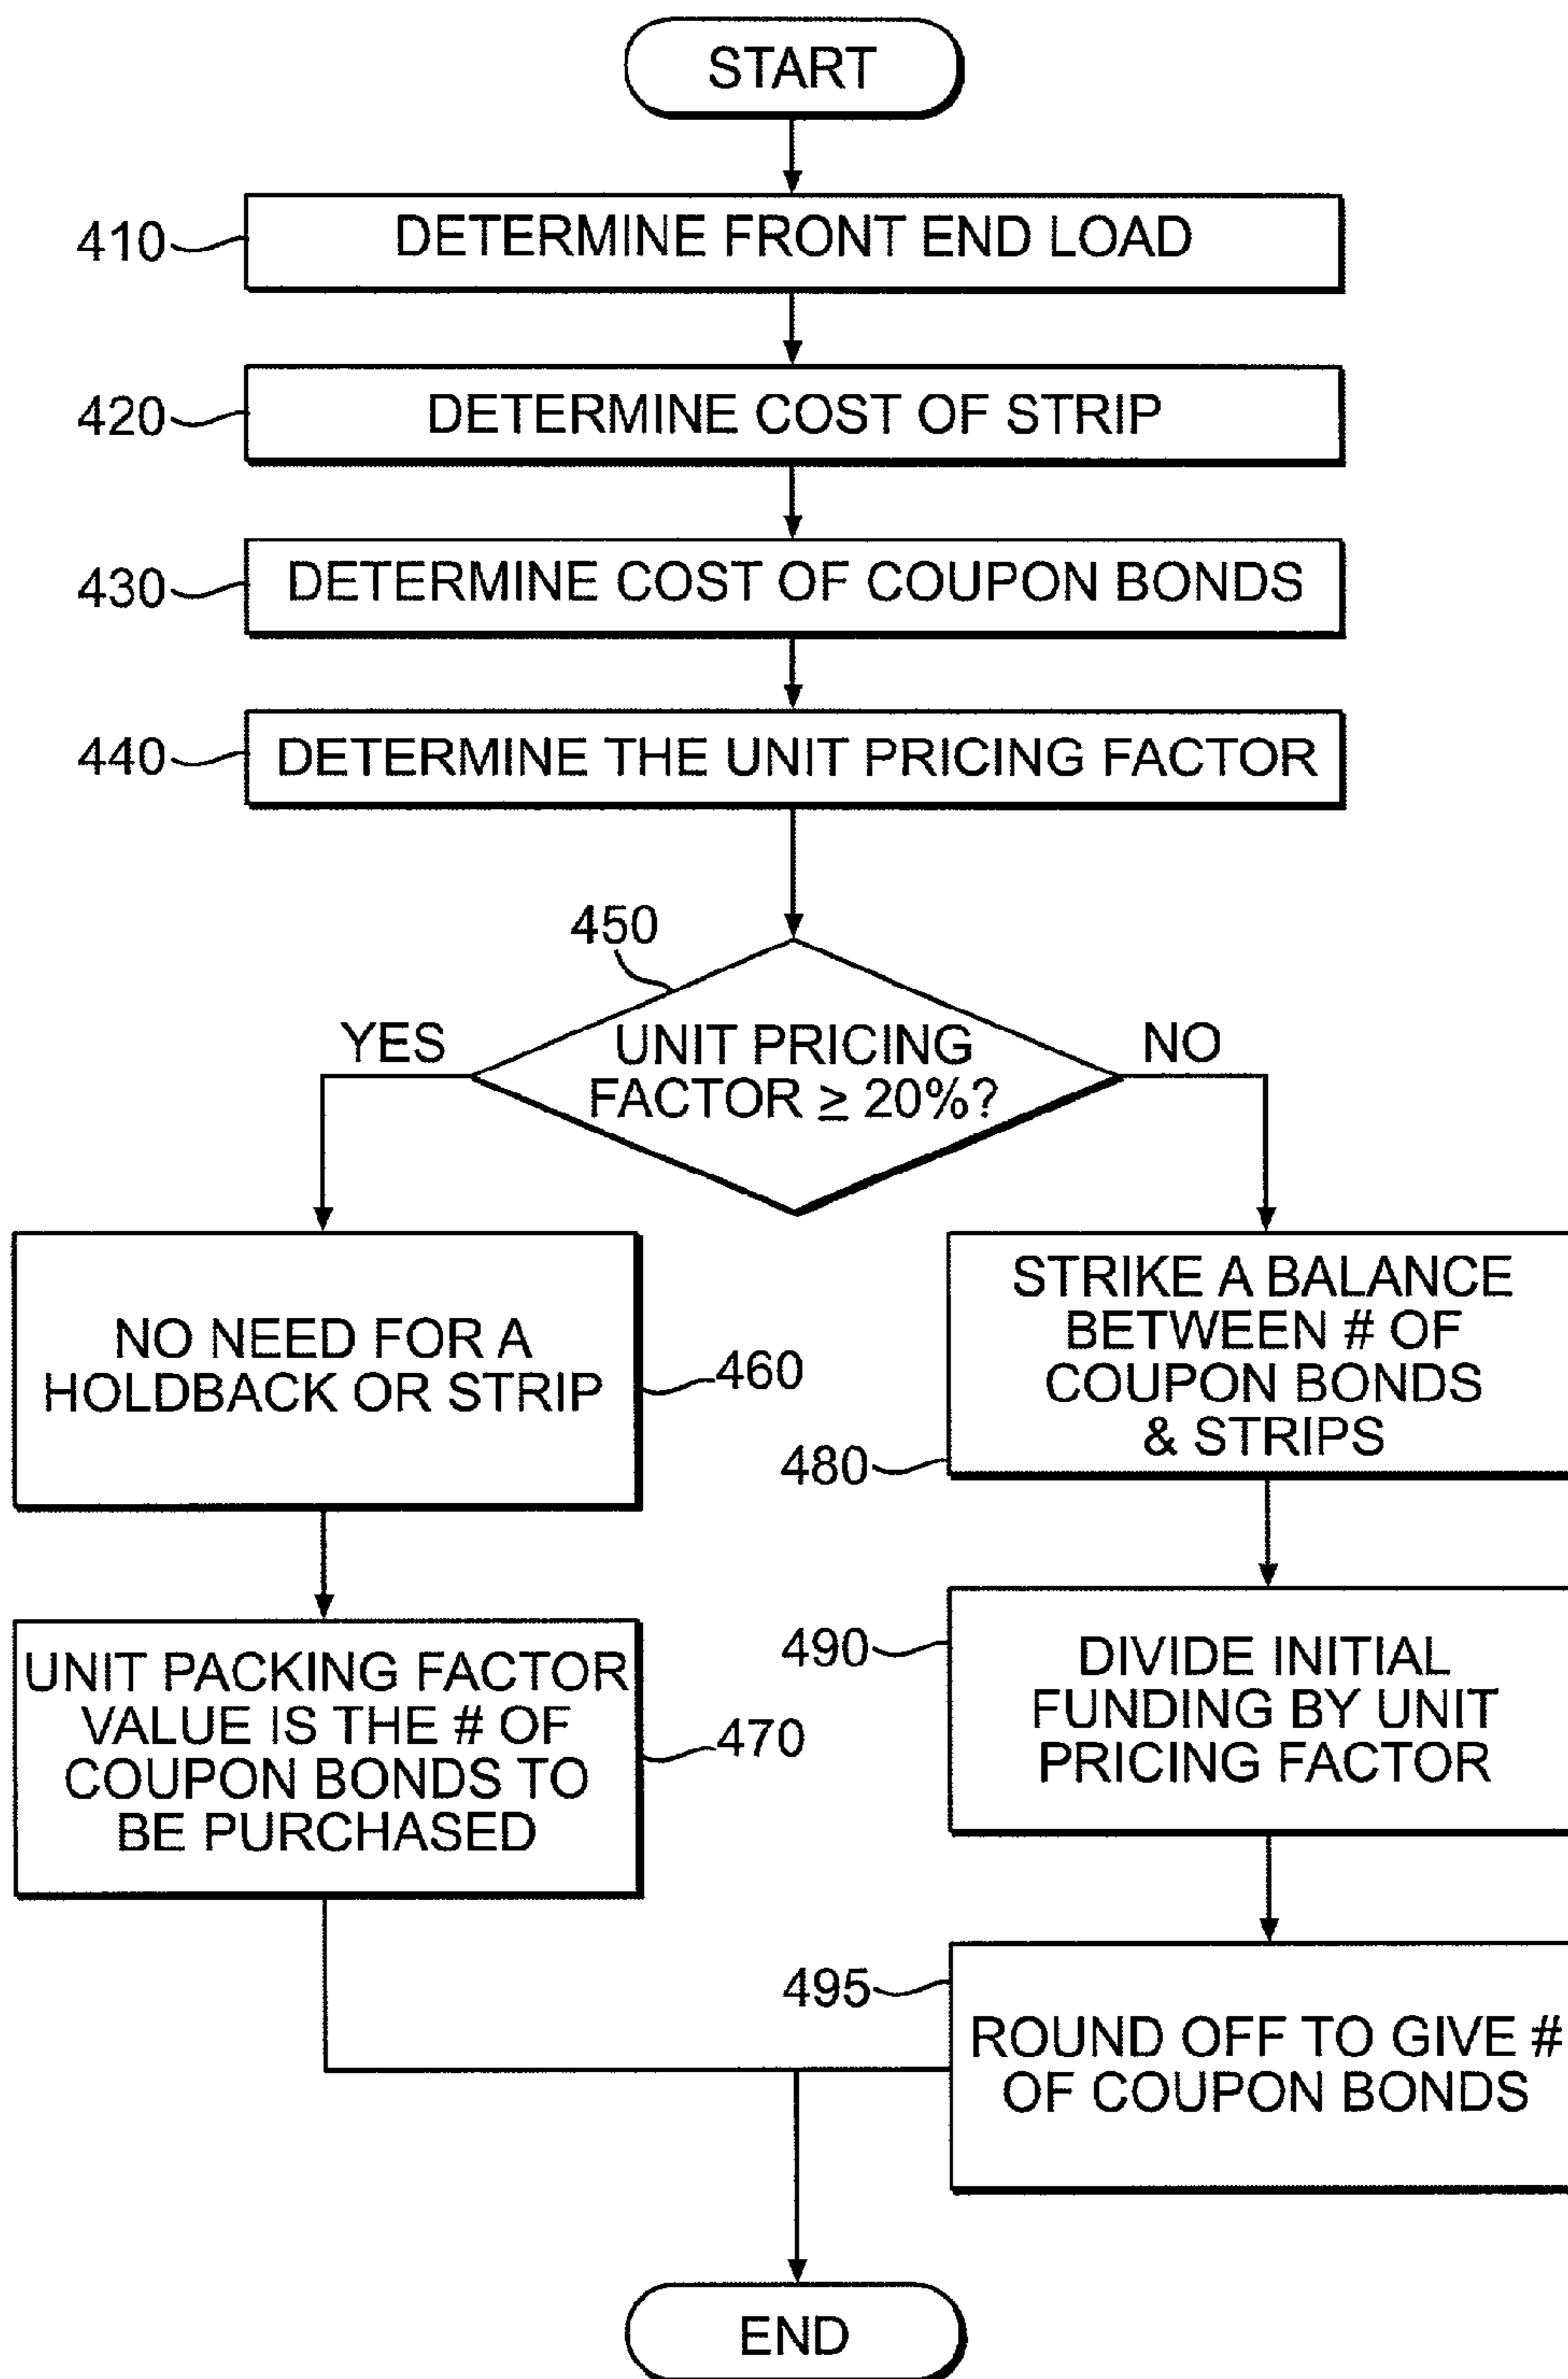 START
410
DETERMINE FRONT END LOAD
420
DETERMINE COST OF STRIP
430
DETERMINE COST OF COUPON BONDS
440
DETERMINE THE UNIT PRICING FACTOR
450
UNIT PRICING
FACTOR ≥ 20%?
YES
NO
NO NEED FOR A
HOLDBACK OR STRIP
460
UNIT PACKING FACTOR
VALUE IS THE # OF
COUPON BONDS TO
BE PURCHASED
470
STRIKE A BALANCE
BETWEEN # OF
COUPON BONDS
& STRIPS
480
490
DIVIDE INITIAL
FUNDING BY UNIT
PRICING FACTOR
495
ROUND OFF TO GIVE #
OF COUPON BONDS
END